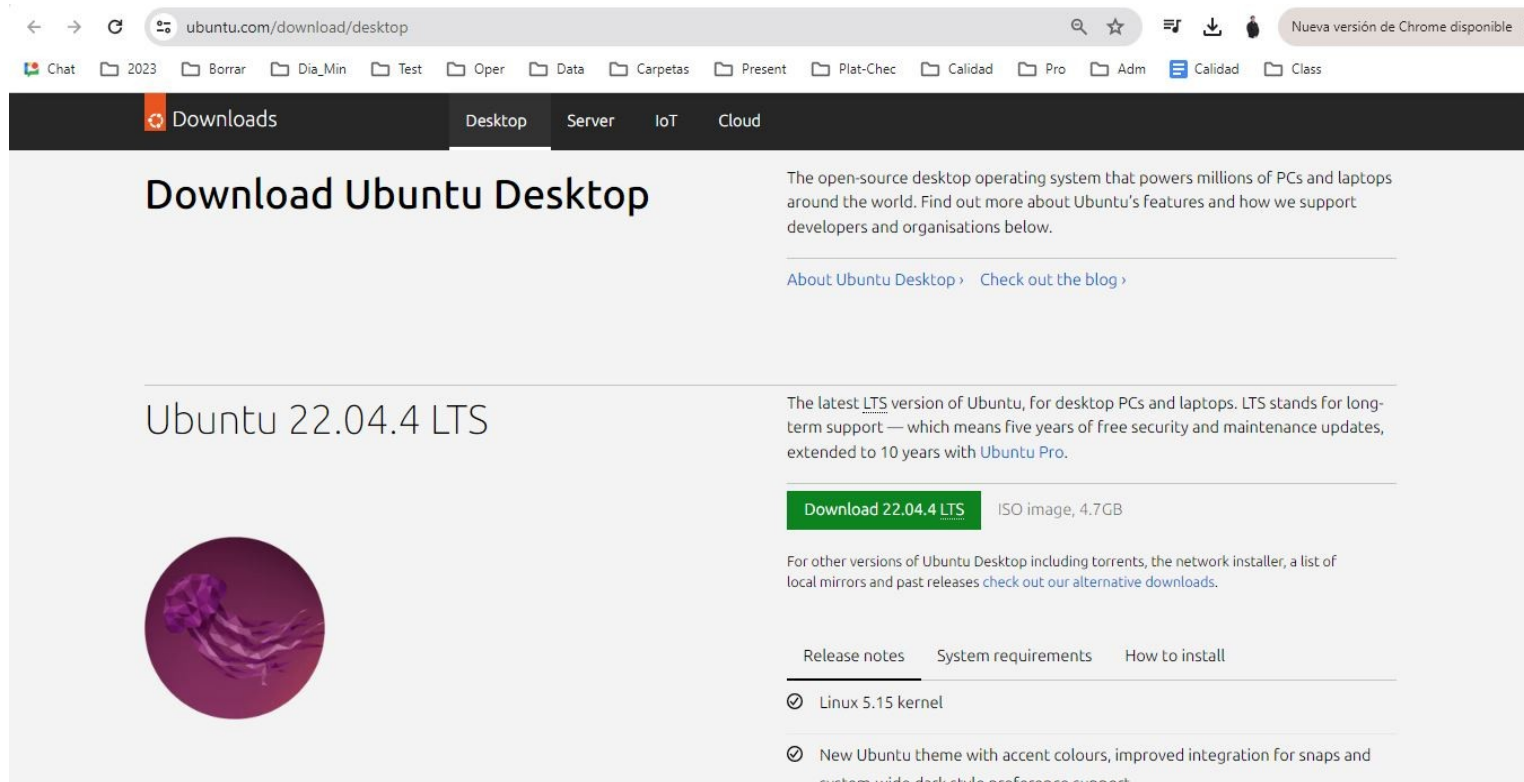 ubuntu.com/download/desktop
Nueva versión de Chrome disponible
Chat 2023 Borrar Dia_Min Test Oper Data Carpetas Present Plat-Chec Calidad Pro Adm Calidad Class
Downloads Desktop Server IoT Cloud
Download Ubuntu Desktop
The open-source desktop operating system that powers millions of PCs and laptops
around the world. Find out more about Ubuntu's features and how we support
developers and organisations below.
About Ubuntu Desktop › Check out the blog ›
Ubuntu 22.04.4 LTS
The latest LTS version of Ubuntu, for desktop PCs and laptops. LTS stands for long-
term support — which means five years of free security and maintenance updates,
extended to 10 years with Ubuntu Pro.
Download 22.04.4 LTS ISO image, 4.7GB
For other versions of Ubuntu Desktop including torrents, the network installer, a list of
local mirrors and past releases check out our alternative downloads.
Release notes System requirements How to install
Linux 5.15 kernel
New Ubuntu theme with accent colours, improved integration for snaps and
system-wide dark style preference support